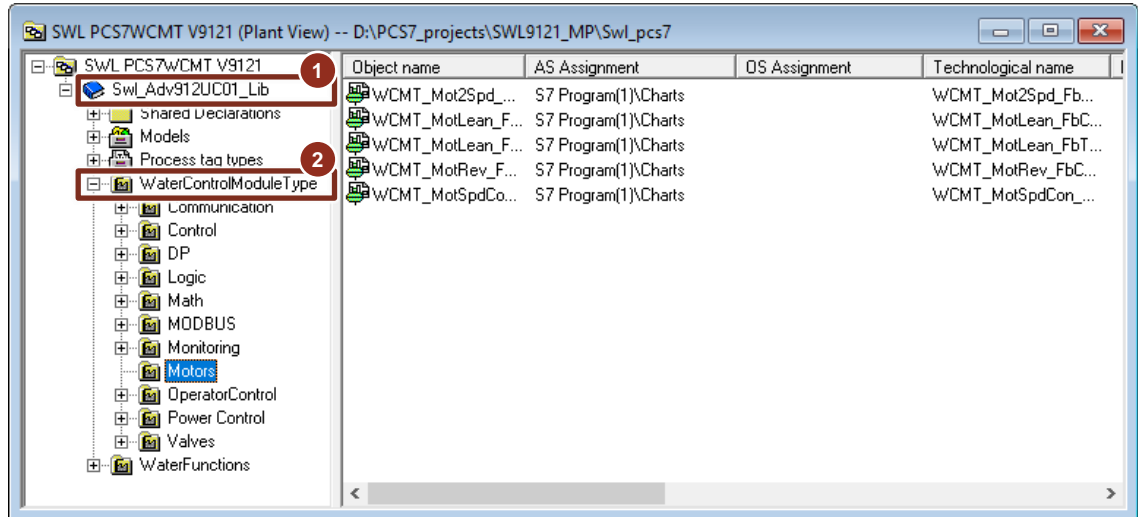 SWL PCS7WCMT V9121 (Plant View) -- D:\PCS7_projects\SWL9121_MP\Swl_pcs7
SWL PCS7WCMT V9121
1
Swl_Adv912UC01_Lib
Shared Declarations
Models
Process tag types
2
WaterControlModuleType
Communication
Control
DP
Logic
Math
MODBUS
Monitoring
Motors
OperatorControl
Power Control
Valves
WaterFunctions
Object name AS Assignment OS Assignment Technological name
WCMT_Mot2Spd_... S7 Program(1)\Charts WCMT_Mot2Spd_Fb...
WCMT_MotLean_F... S7 Program(1)\Charts WCMT_MotLean_FbC...
WCMT_MotLean_F... S7 Program(1)\Charts WCMT_MotLean_FbT...
WCMT_MotRev_F... S7 Program(1)\Charts WCMT_MotRev_FbC...
WCMT_MotSpdCo... S7 Program(1)\Charts WCMT_MotSpdCon_...